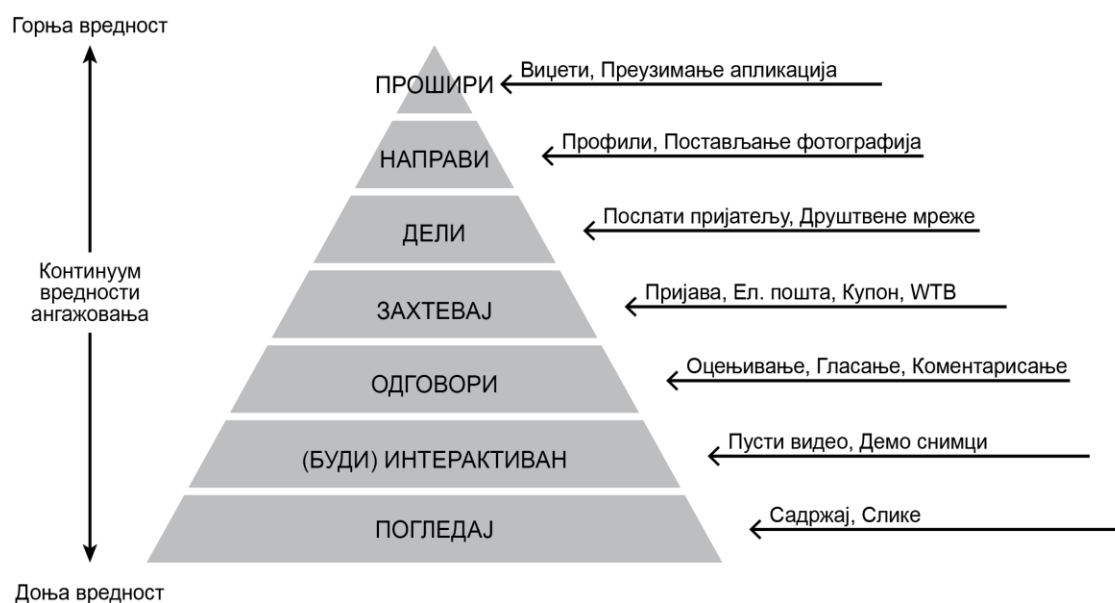 Горња вредност
ПРОШИРИ
Виџети, Преузимање апликација
НАПРАВИ
Профили, Постављање фотографија
ДЕЛИ
Послати пријатељу, Друштвене мреже
Континуум
вредности
ангажовања
ЗАХТЕВАЈ
Пријава, Ел. пошта, Купон, WTB
ОДГОВОРИ
Оцењивање, Гласање, Коментарисање
(БУДИ) ИНТЕРАКТИВАН
Пусти видео, Демо снимци
ПОГЛЕДАЈ
Садржај, Слике
Доња вредност